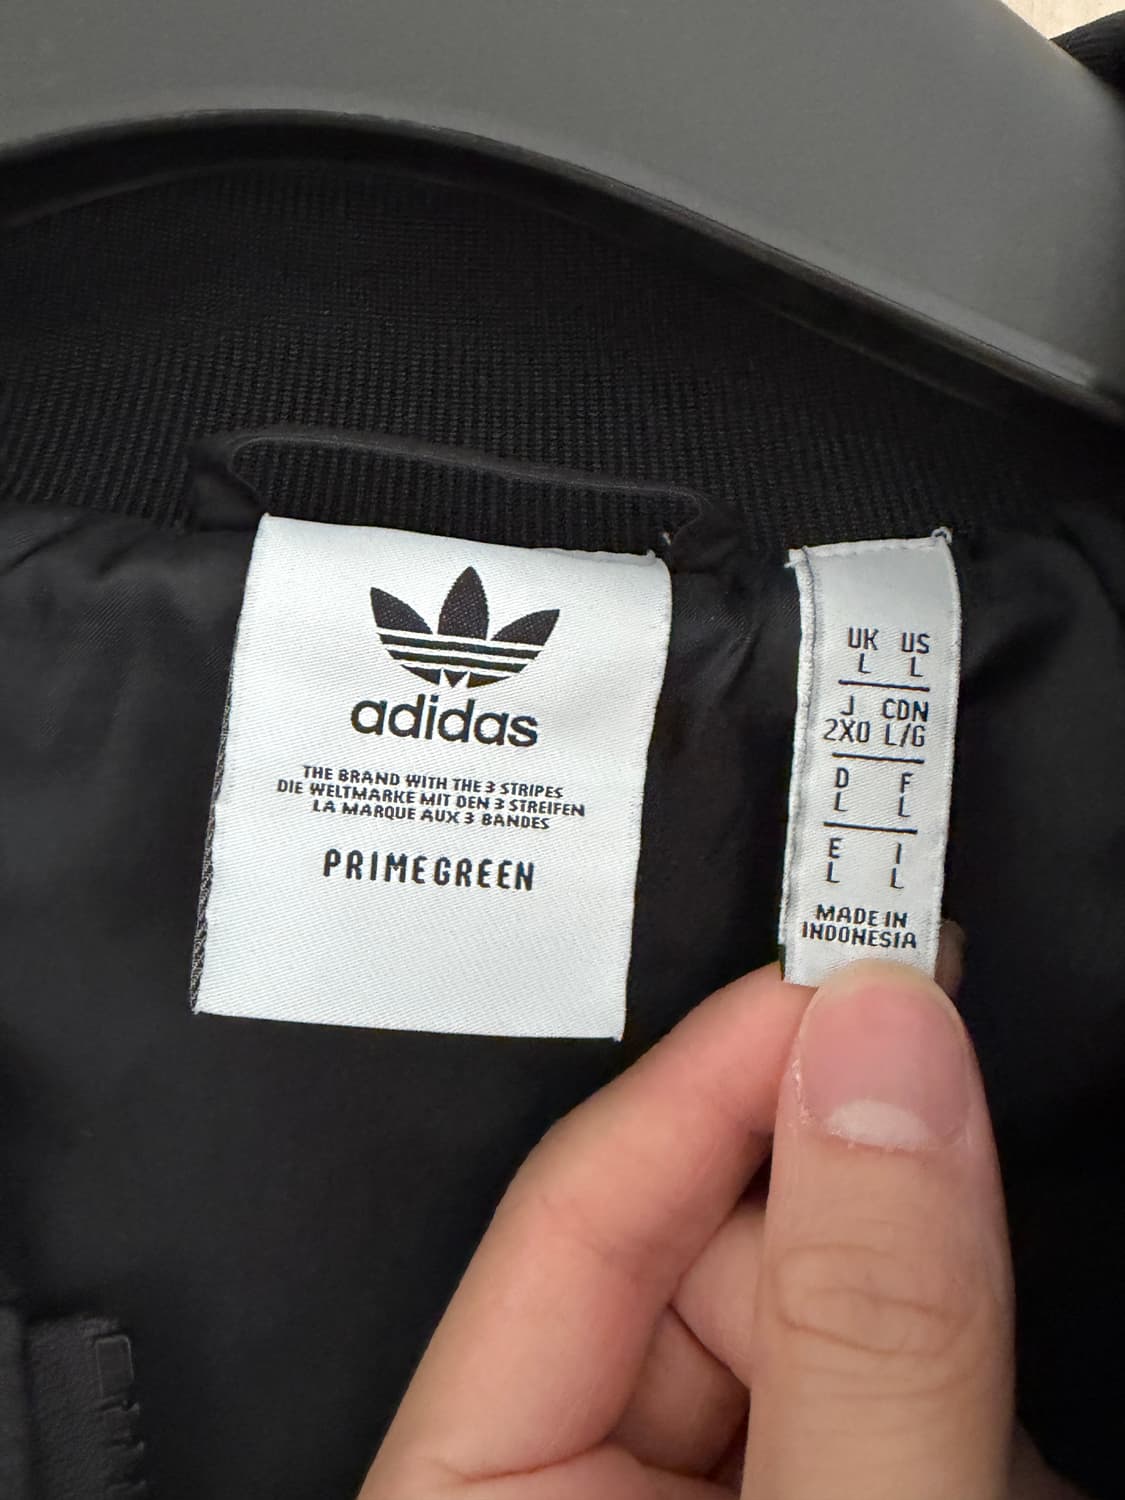 adidas
THE BRAND WITH THE 3 STRIPES
DIE WELTMARKE MIT DEN 3 STREIFEN
LA MARQUE AUX 3 BANDES
PRIMEGREEN
UK US
L L
J CDN
2XO L/G
D F
L L
E I
L L
MADE IN
INDONESIA